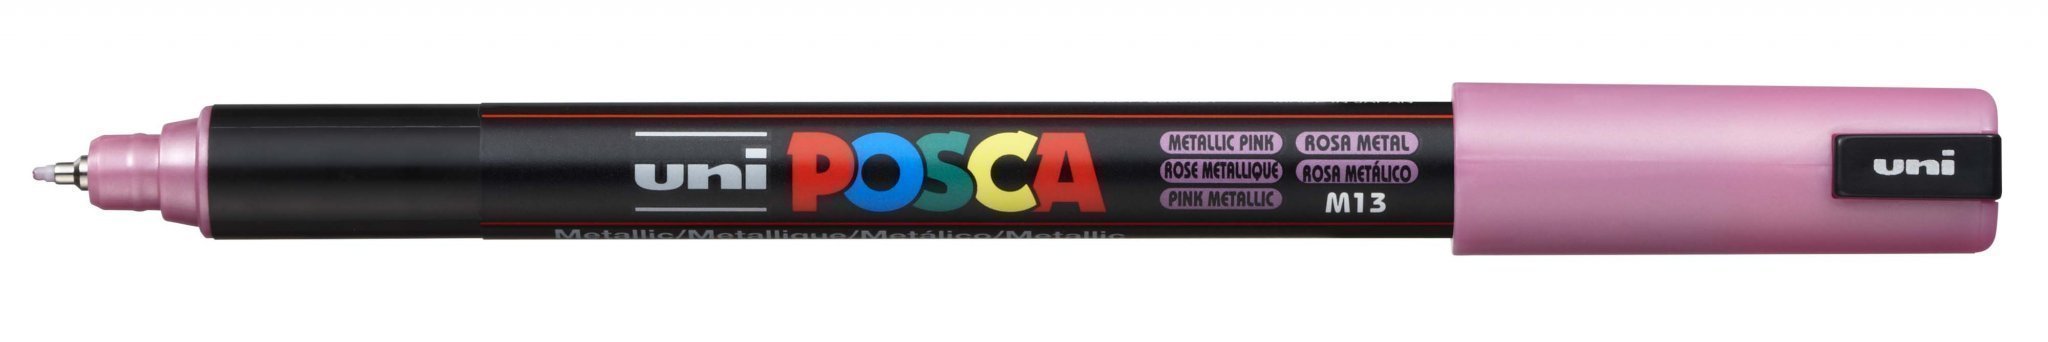 uni POSCA
METALLIC PINK ROSA METAL
ROSE METALLIQUE ROSA METÁLICO
PINK METALLIC M13
Metallic/Metallique/Metálico/Metallic
uni